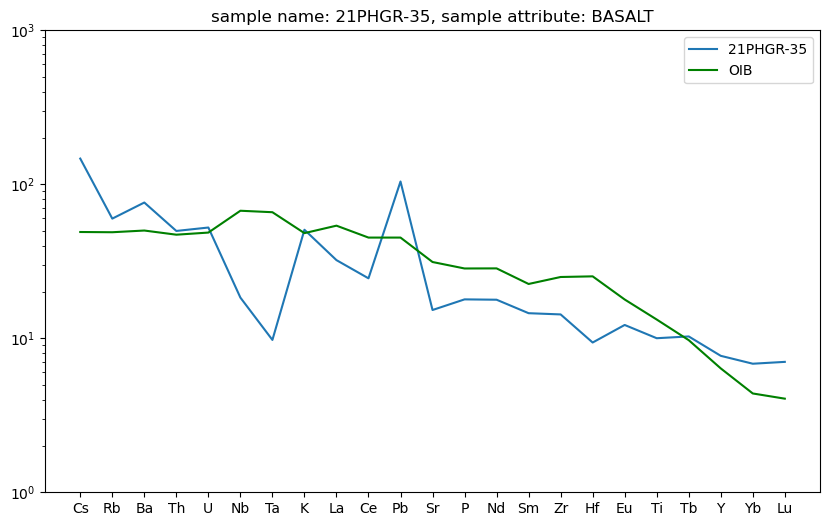 sample name: 21PHGR-35, sample attribute: BASALT
10³
21PHGR-35
OIB
10²
10¹
10⁰
Cs Rb Ba Th U Nb Ta K La Ce Pb Sr P Nd Sm Zr Hf Eu Ti Tb Y Yb Lu